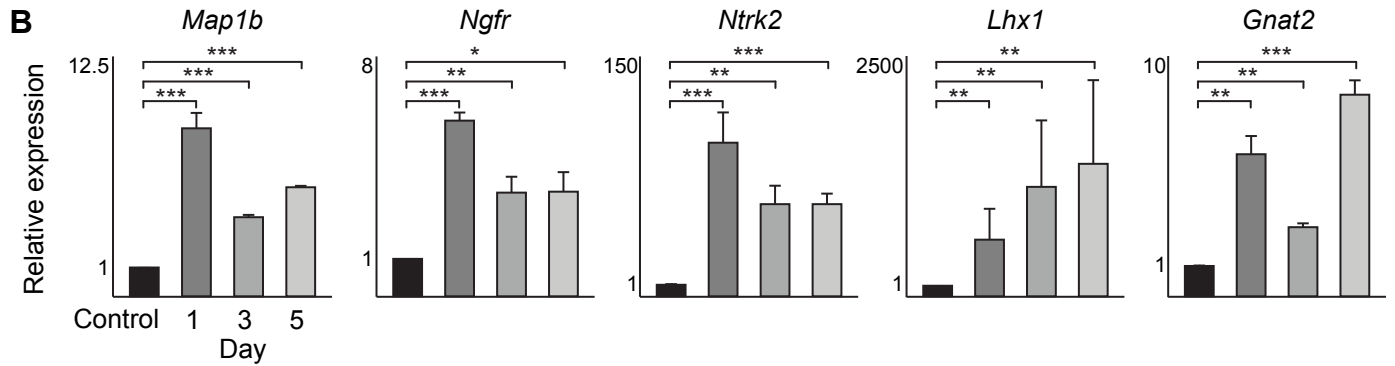 B
Map1b
Ngfr
Ntrk2
Lhx1
Gnat2
Relative expression
12.5
1
***
***
***
8
1
*
**
***
150
1
***
**
***
2500
1
**
**
**
10
1
***
**
**
Control 1 3 5
Day